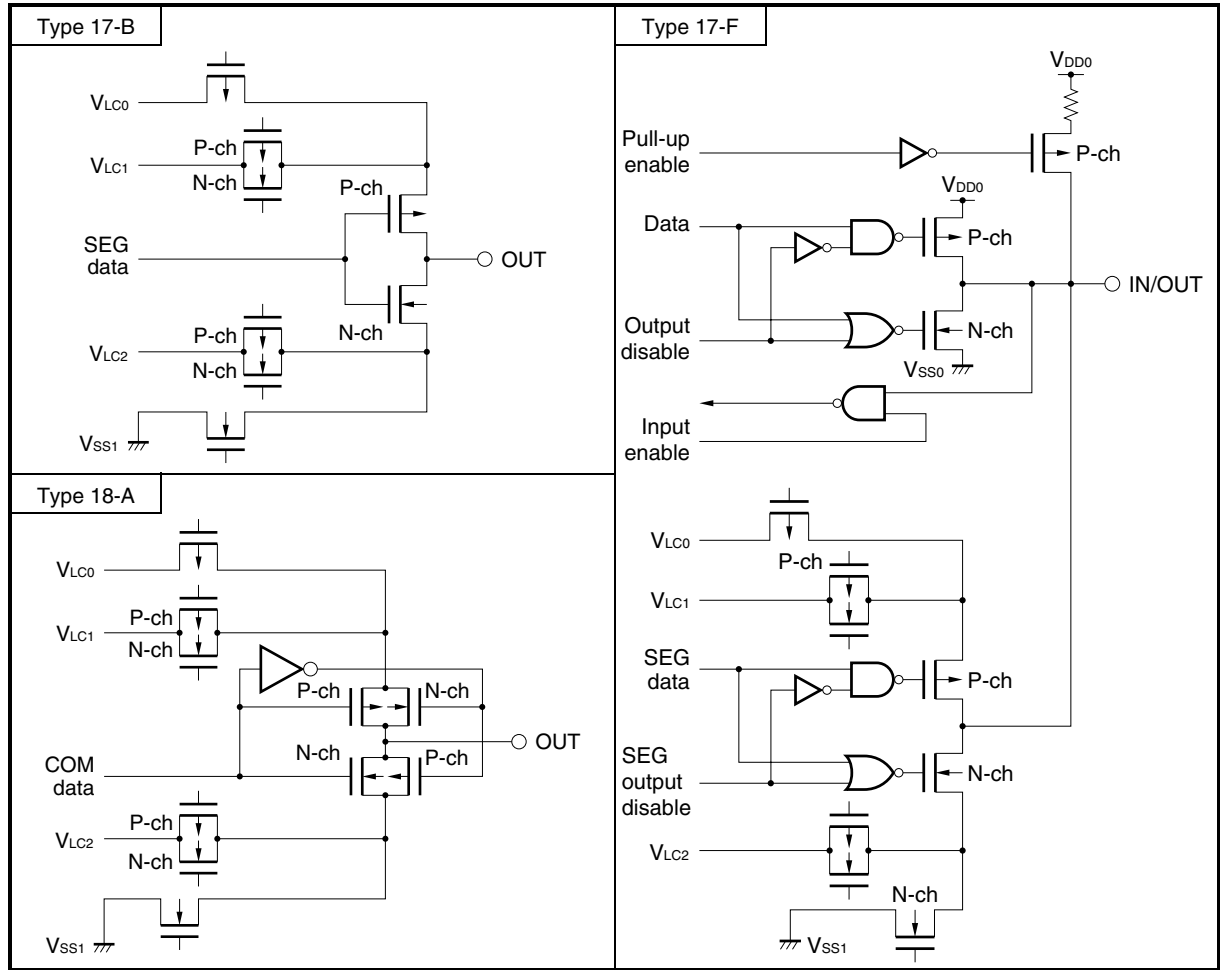 Type 17-B
VLC0
P-ch
VLC1
N-ch
P-ch
SEG
data
OUT
P-ch
N-ch
VLC2
N-ch
VSS1
Type 18-A
VLC0
P-ch
VLC1
N-ch
P-ch
N-ch
OUT
N-ch
P-ch
COM
data
P-ch
VLC2
N-ch
VSS1
Type 17-F
VDD0
Pull-up
enable
P-ch
VDD0
Data
P-ch
IN/OUT
Output
disable
N-ch
VSS0
Input
enable
VLC0
P-ch
VLC1
SEG
data
P-ch
SEG
output
disable
N-ch
VLC2
N-ch
VSS1